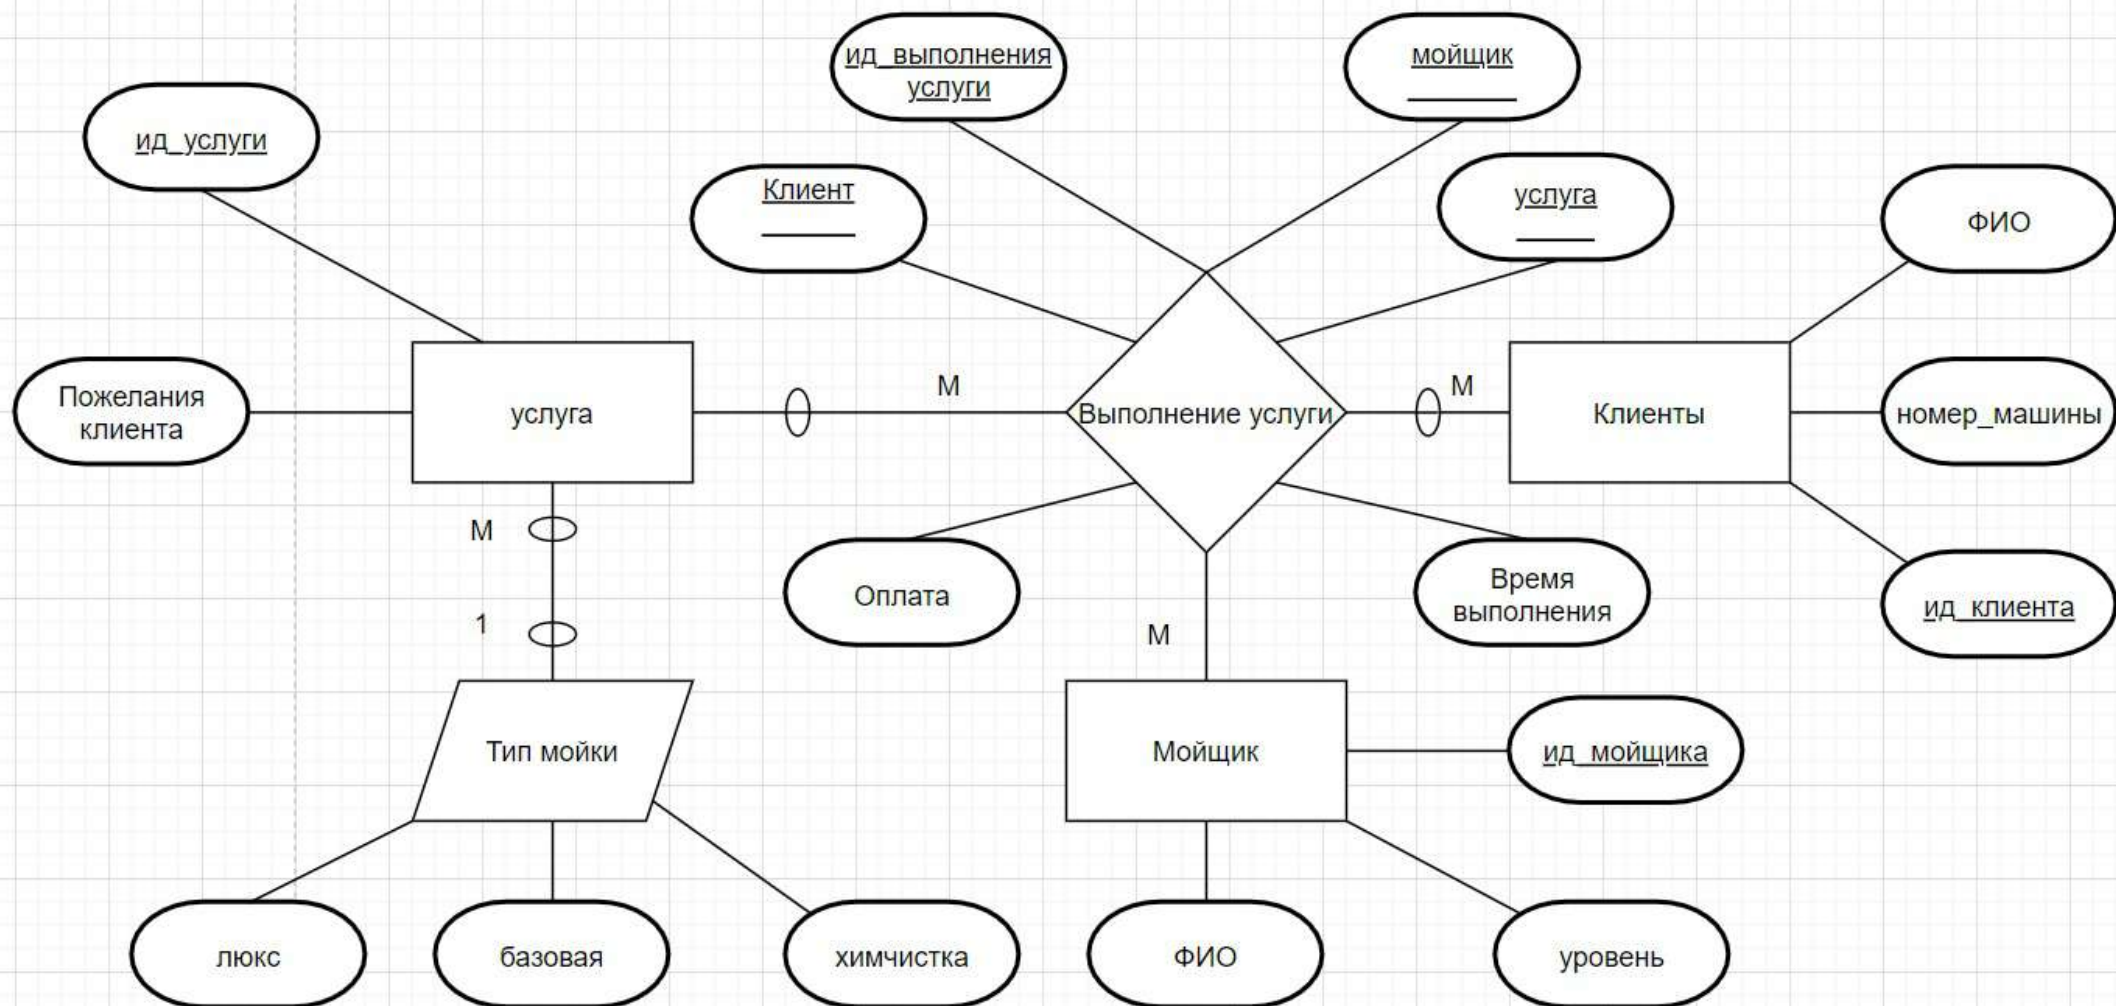 ид_выполнения
услуги
мойщик
ид_услуги
Клиент
услуга
ФИО
Пожелания
клиента
услуга
М
Выполнение услуги
М
Клиенты
номер_машины
М
1
Оплата
Время
выполнения
ид_клиента
М
Тип мойки
Мойщик
ид_мойщика
люкс
базовая
химчистка
ФИО
уровень